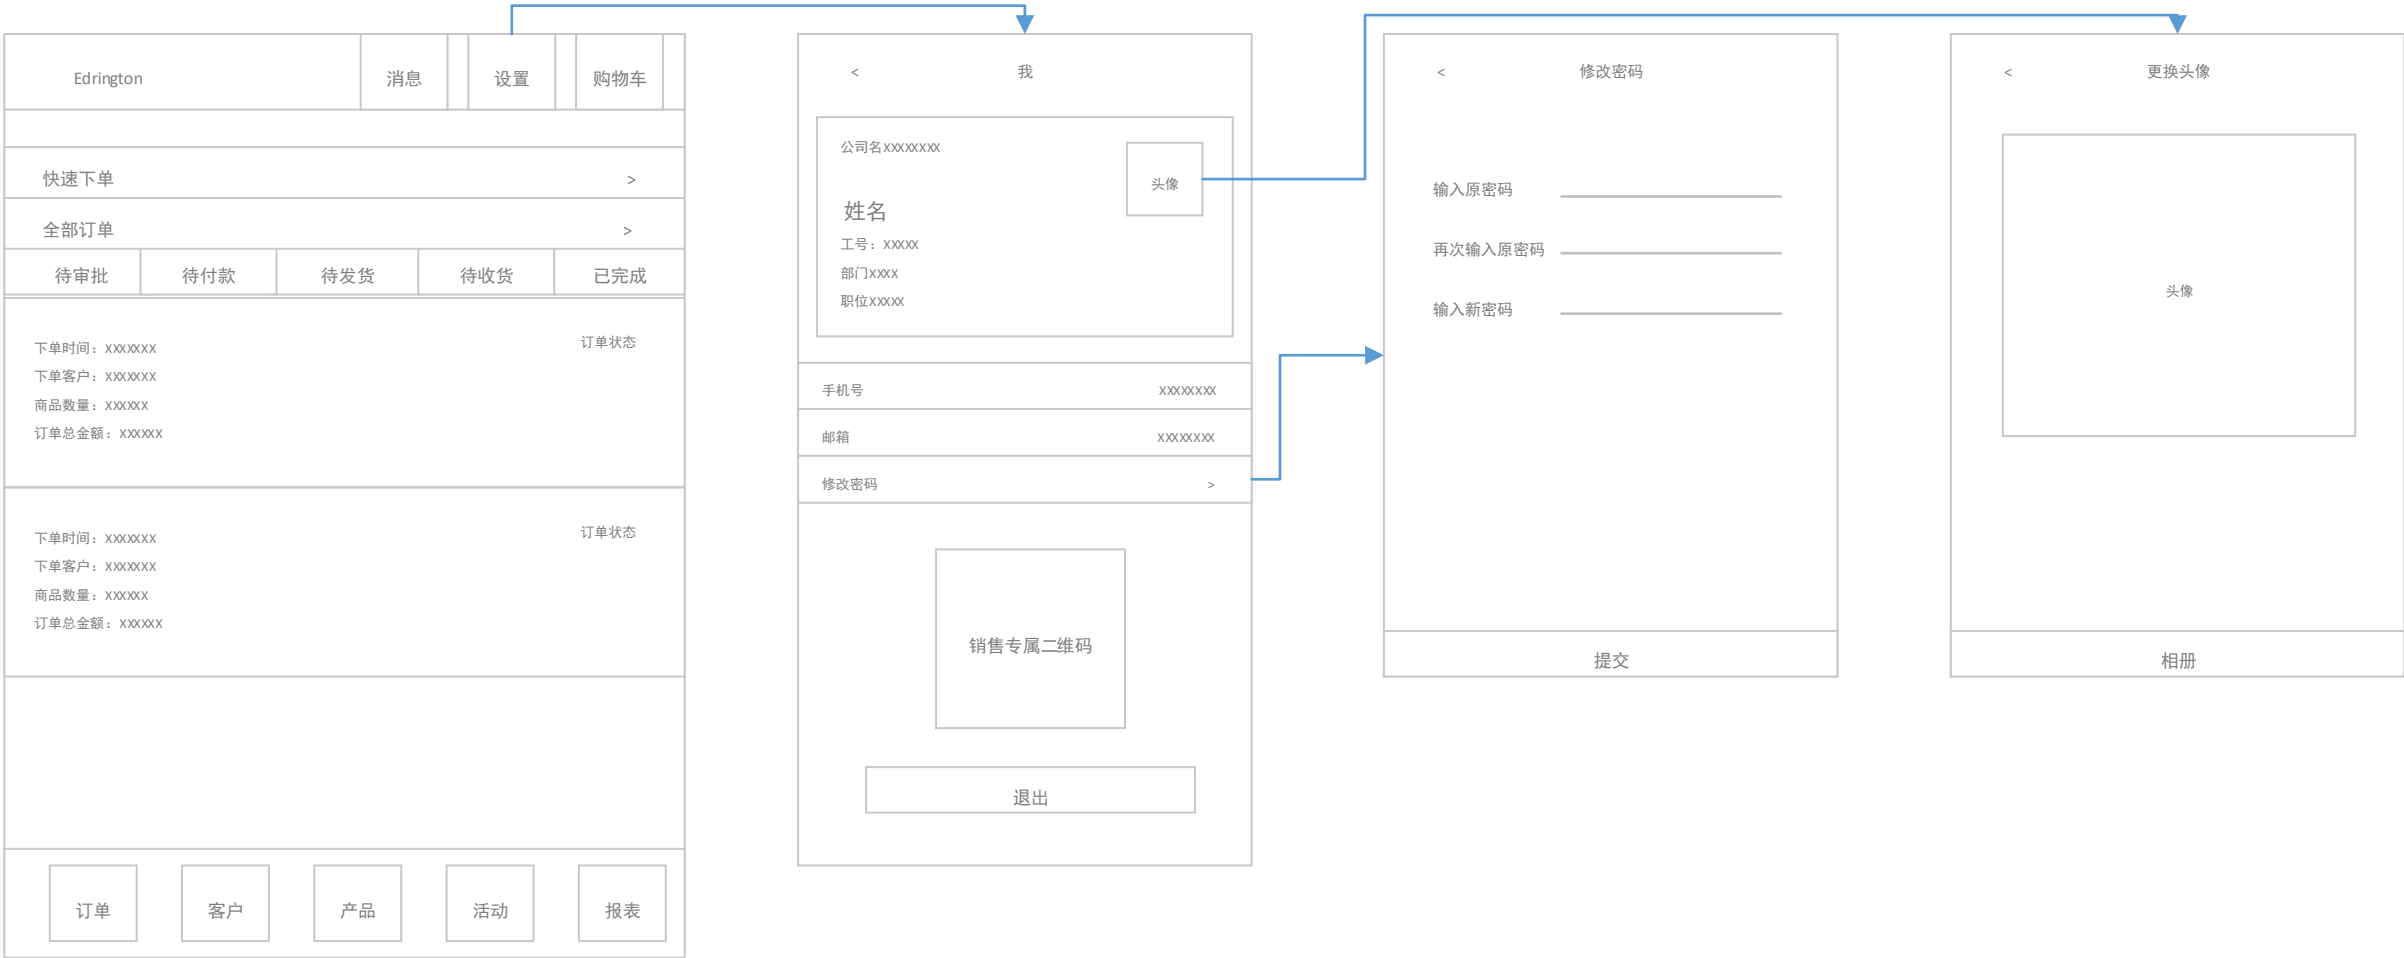 Edrington
消息
设置
购物车
快速下单 >
全部订单 >
待审批 待付款 待发货 待收货 已完成
下单时间：xxxxxxx
订单状态
下单客户：xxxxxxx
商品数量：xxxxxx
订单总金额：xxxxxx
下单时间：xxxxxxx
订单状态
下单客户：xxxxxxx
商品数量：xxxxxx
订单总金额：xxxxxx
订单 客户 产品 活动 报表
< 我
公司名xxxxxxxx
头像
姓名
工号：xxxxx
部门xxxx
职位xxxxx
手机号 xxxxxxxx
邮箱 xxxxxxxx
修改密码 >
销售专属二维码
退出
< 修改密码
输入原密码
再次输入原密码
输入新密码
提交
< 更换头像
头像
相册